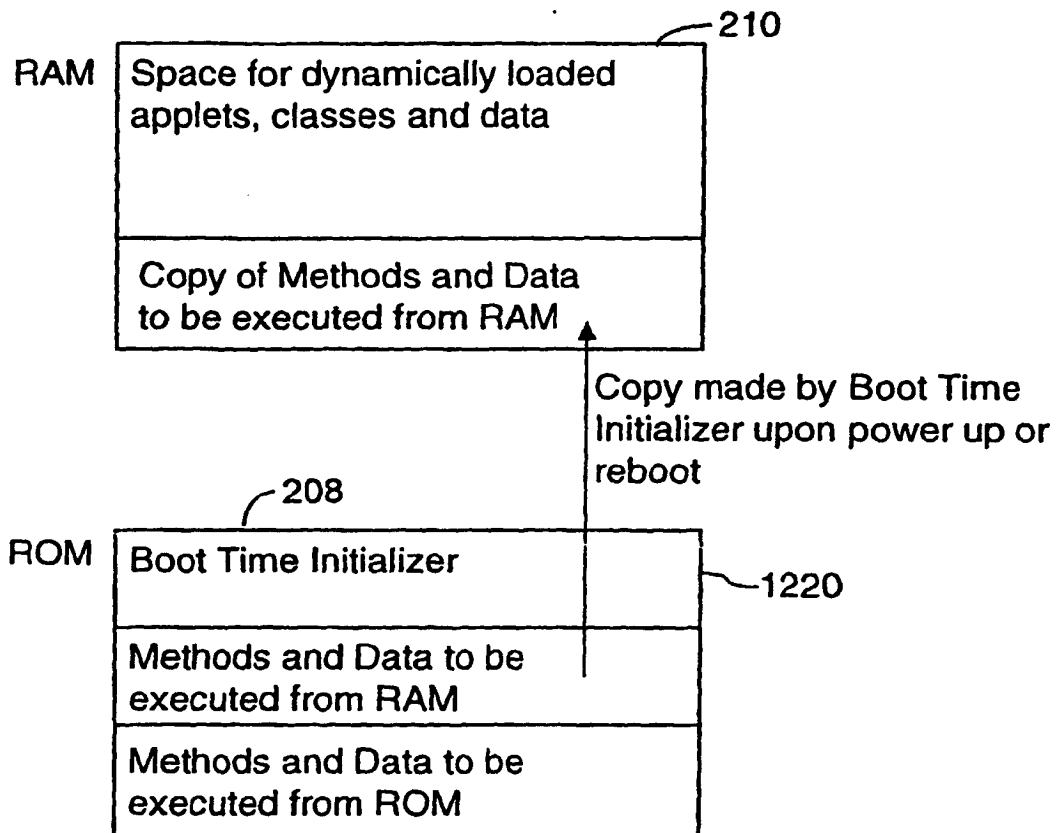 210
RAM
Space for dynamically loaded
applets, classes and data
Copy of Methods and Data
to be executed from RAM
Copy made by Boot Time
Initializer upon power up or
reboot
208
ROM
Boot Time Initializer
1220
Methods and Data to be
executed from RAM
Methods and Data to be
executed from ROM